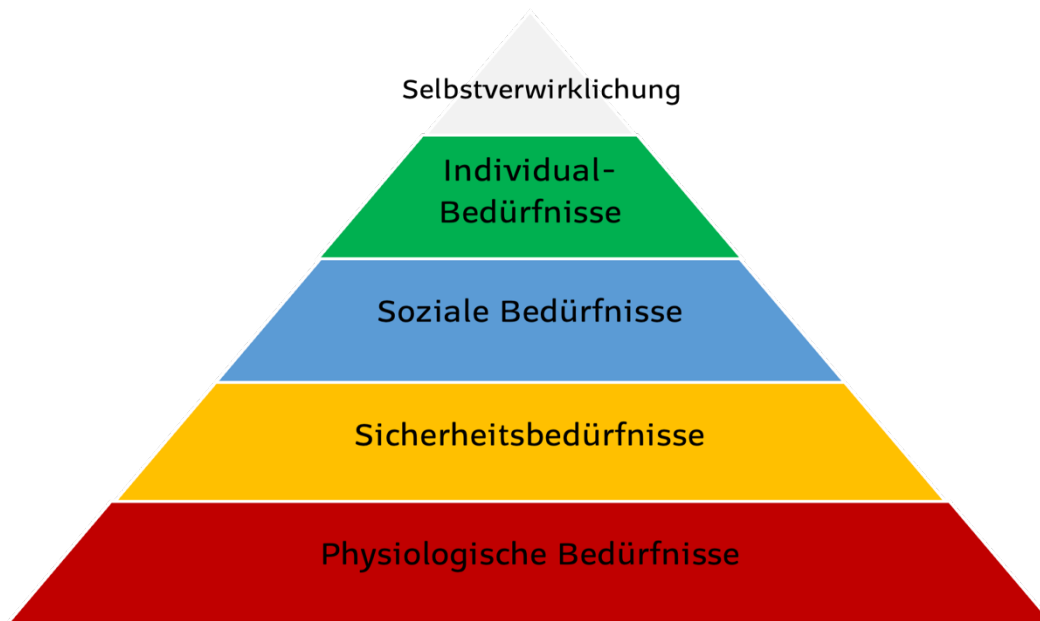 Selbstverwirklichung
Individual-
Bedürfnisse
Soziale Bedürfnisse
Sicherheitsbedürfnisse
Physiologische Bedürfnisse